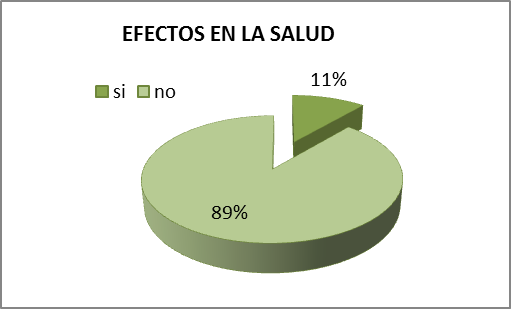 EFECTOS EN LA SALUD
si no
11%
89%